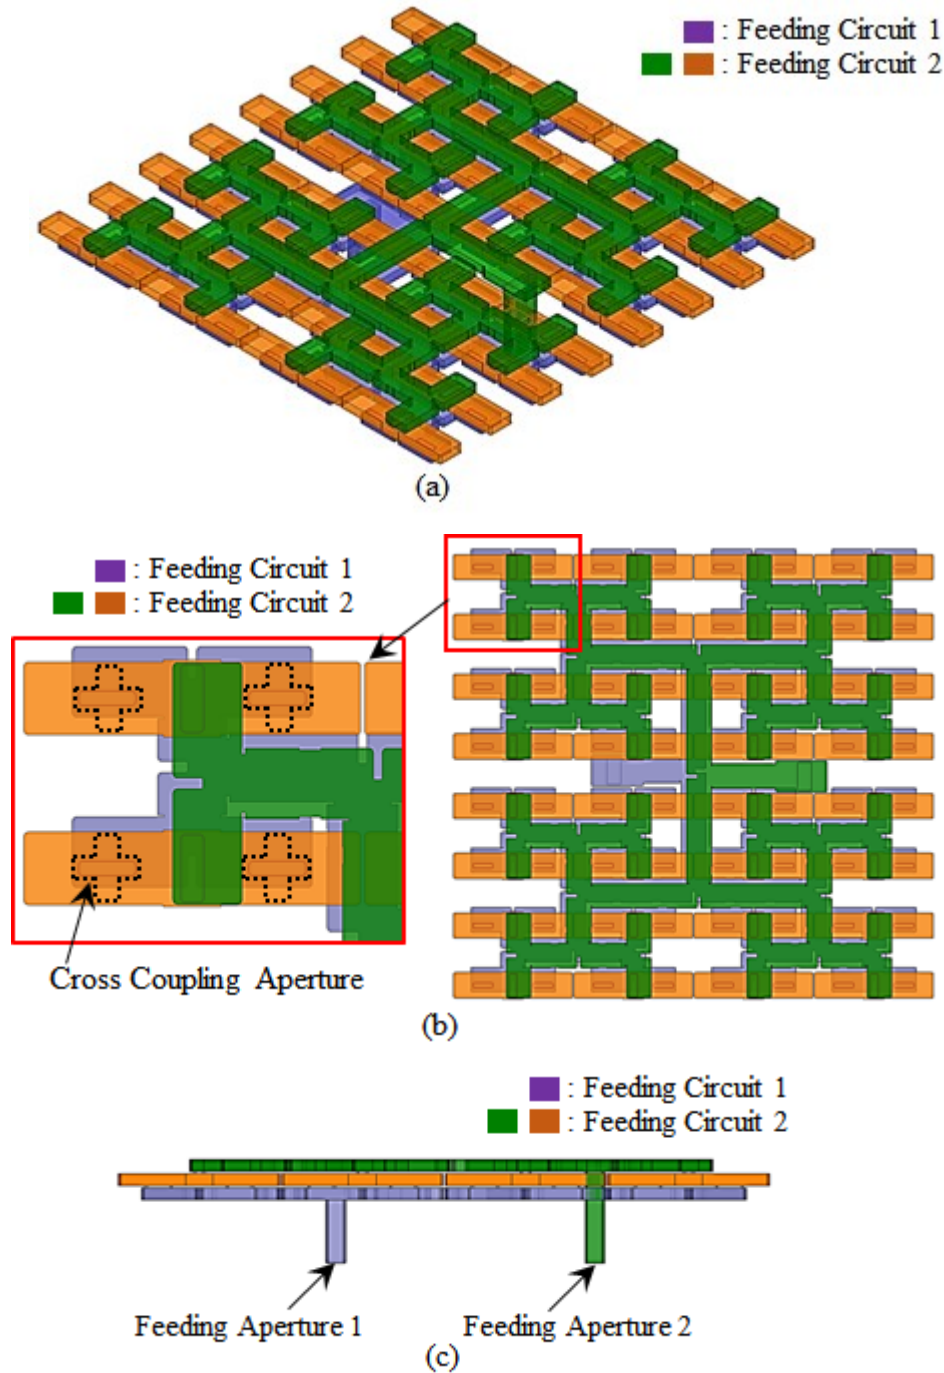 : Feeding Circuit 1
: Feeding Circuit 2
(a)
: Feeding Circuit 1
: Feeding Circuit 2
Cross Coupling Aperture
(b)
: Feeding Circuit 1
: Feeding Circuit 2
Feeding Aperture 1
Feeding Aperture 2
(c)